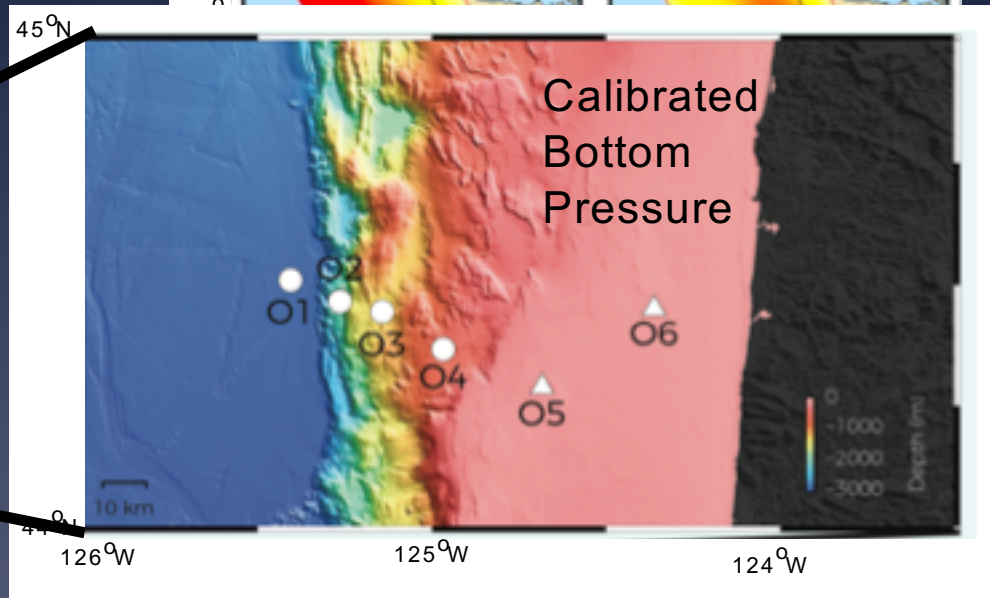 45°N
Calibrated
Bottom
Pressure
O2
O1
O3
O6
O4
O5
0
-1000
-2000
-3000
Depth (m)
10 km
44°N
126°W
125°W
124°W